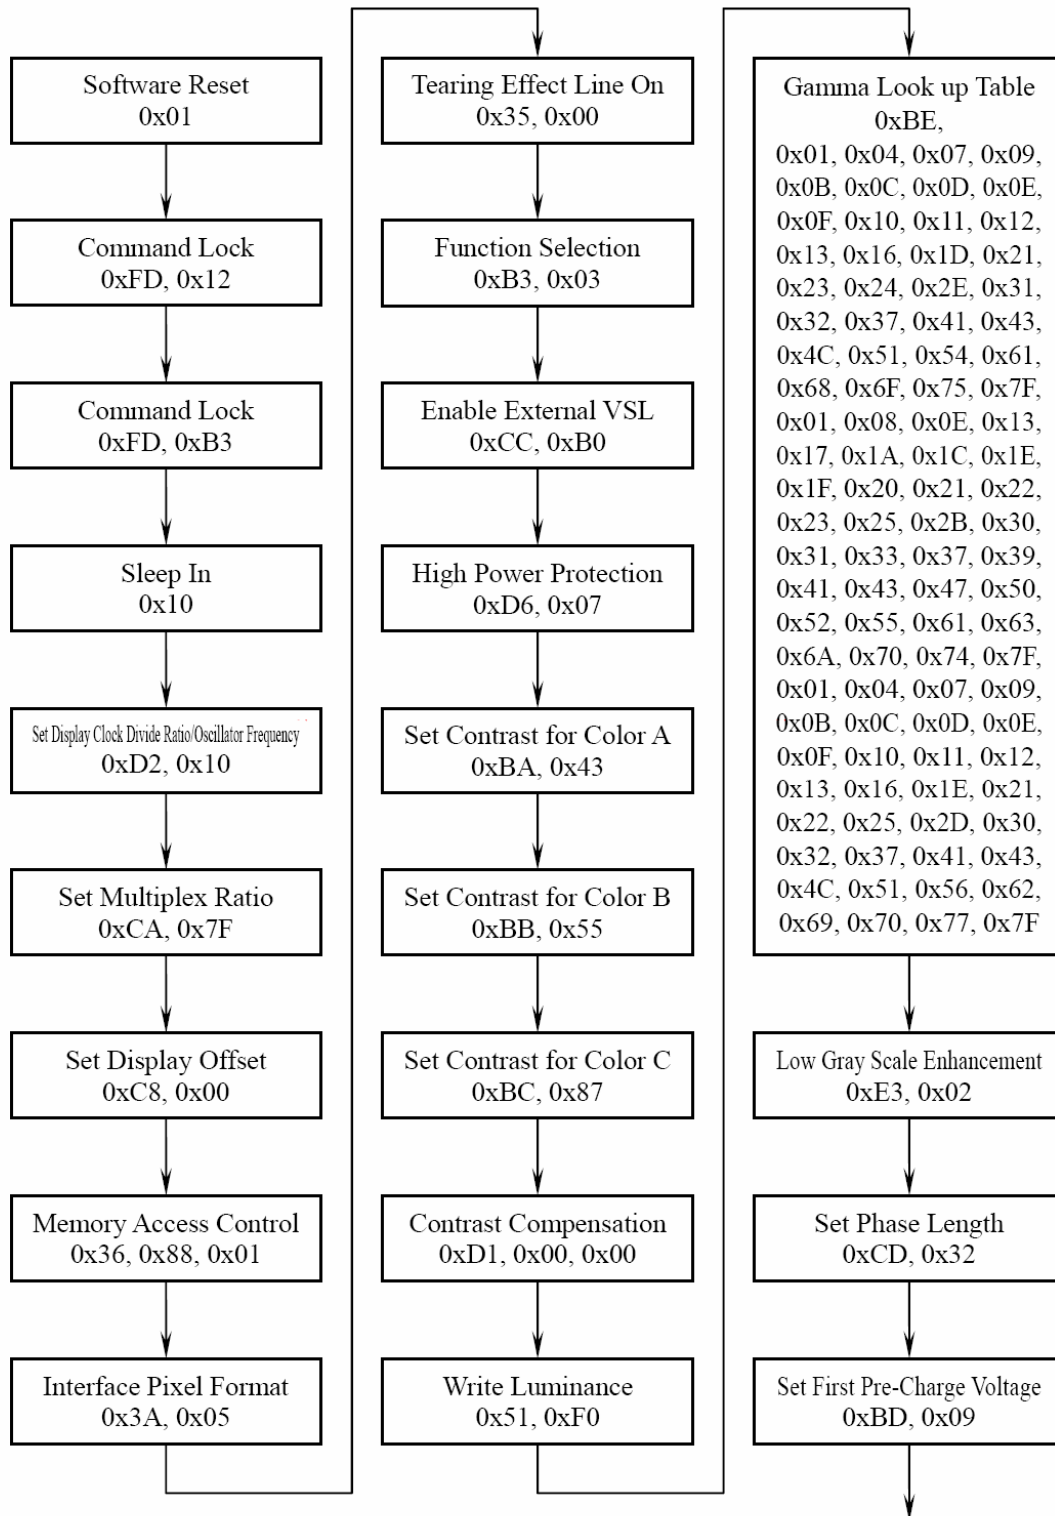 Software Reset
0x01
Command Lock
0xFD, 0x12
Command Lock
0xFD, 0xB3
Sleep In
0x10
Set Display Clock Divide Ratio/Oscillator Frequency
0xD2, 0x10
Set Multiplex Ratio
0xCA, 0x7F
Set Display Offset
0xC8, 0x00
Memory Access Control
0x36, 0x88, 0x01
Interface Pixel Format
0x3A, 0x05
Tearing Effect Line On
0x35, 0x00
Function Selection
0xB3, 0x03
Enable External VSL
0xCC, 0xB0
High Power Protection
0xD6, 0x07
Set Contrast for Color A
0xBA, 0x43
Set Contrast for Color B
0xBB, 0x55
Set Contrast for Color C
0xBC, 0x87
Contrast Compensation
0xD1, 0x00, 0x00
Write Luminance
0x51, 0xF0
Gamma Look up Table
0xBE,
0x01, 0x04, 0x07, 0x09,
0x0B, 0x0C, 0x0D, 0x0E,
0x0F, 0x10, 0x11, 0x12,
0x13, 0x16, 0x1D, 0x21,
0x23, 0x24, 0x2E, 0x31,
0x32, 0x37, 0x41, 0x43,
0x4C, 0x51, 0x54, 0x61,
0x68, 0x6F, 0x75, 0x7F,
0x01, 0x08, 0x0E, 0x13,
0x17, 0x1A, 0x1C, 0x1E,
0x1F, 0x20, 0x21, 0x22,
0x23, 0x25, 0x2B, 0x30,
0x31, 0x33, 0x37, 0x39,
0x41, 0x43, 0x47, 0x50,
0x52, 0x55, 0x61, 0x63,
0x6A, 0x70, 0x74, 0x7F,
0x01, 0x04, 0x07, 0x09,
0x0B, 0x0C, 0x0D, 0x0E,
0x0F, 0x10, 0x11, 0x12,
0x13, 0x16, 0x1E, 0x21,
0x22, 0x25, 0x2D, 0x30,
0x32, 0x37, 0x41, 0x43,
0x4C, 0x51, 0x56, 0x62,
0x69, 0x70, 0x77, 0x7F
Low Gray Scale Enhancement
0xE3, 0x02
Set Phase Length
0xCD, 0x32
Set First Pre-Charge Voltage
0xBD, 0x09